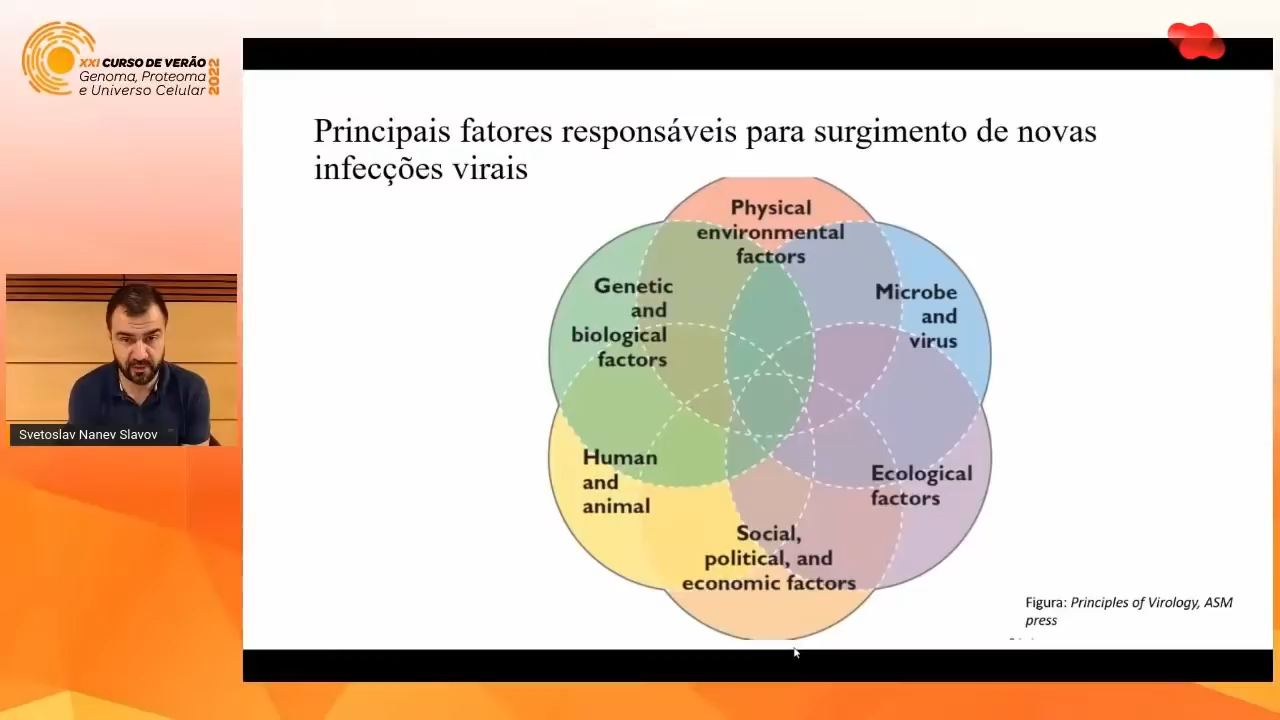 XXI CURSO DE VERÃO
Genoma, Proteoma
e Universo Celular
2022
Principais fatores responsáveis para surgimento de novas
infecções virais
Physical
environmental
factors
Genetic
and
biological
factors
Microbe
and
virus
Human
and
animal
Ecological
factors
Social,
political, and
economic factors
Svetoslav Nanev Slavov
Figura: Principles of Virology, ASM
press